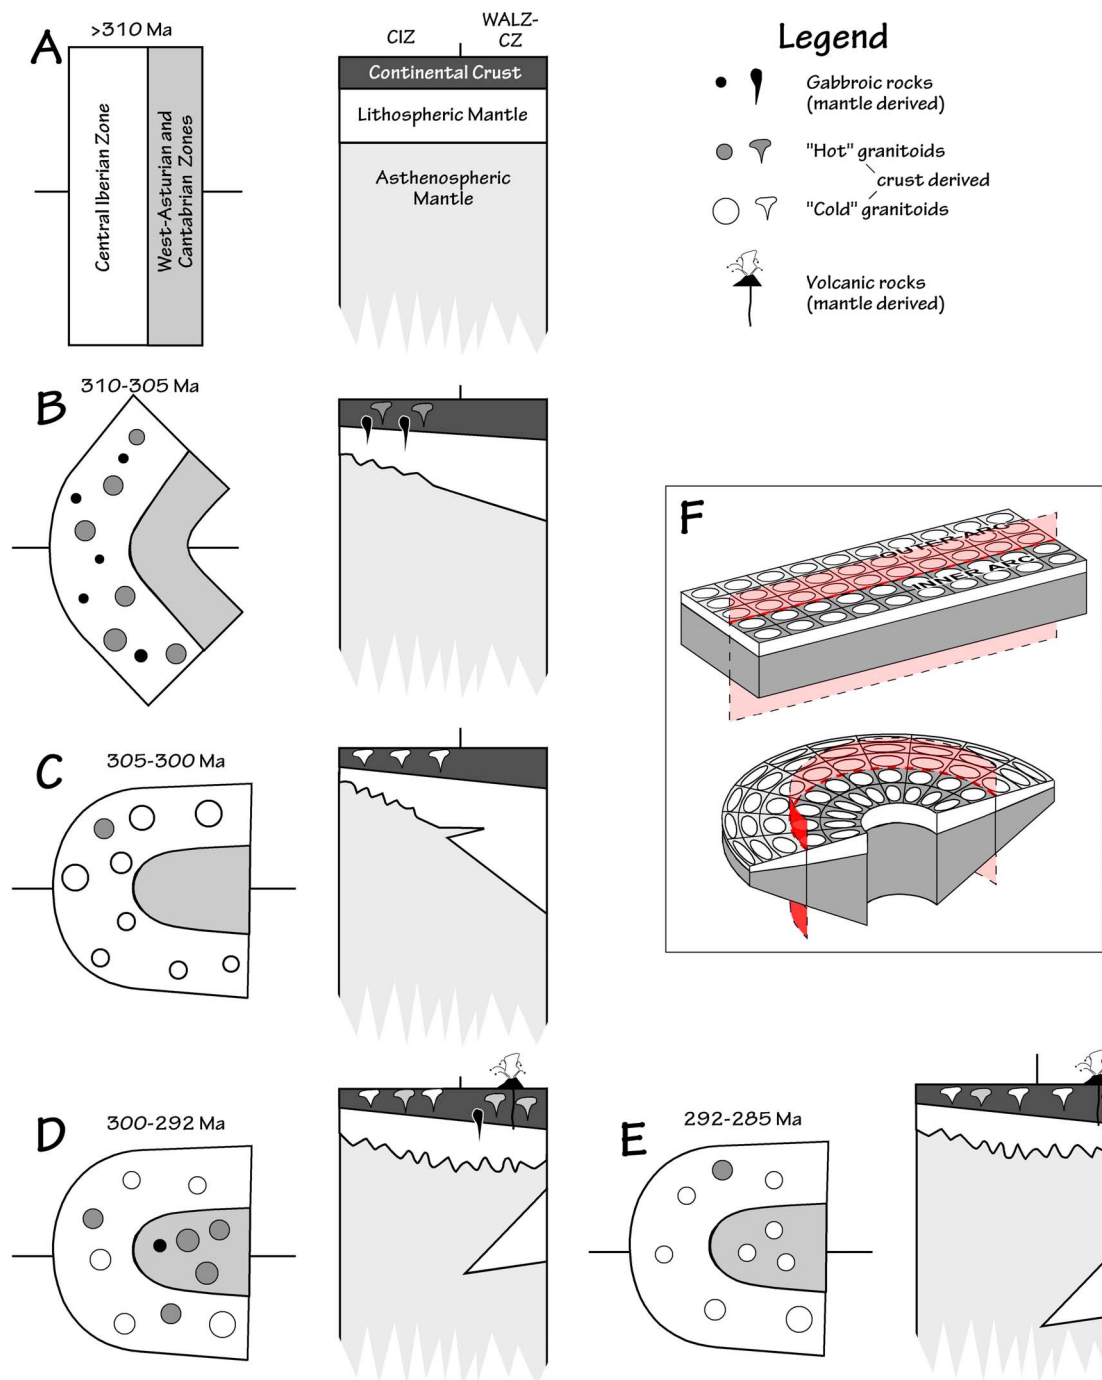 A
>310 Ma
Central Iberian Zone
West-Asturian and
Cantabrian Zones
CIZ
WALZ-
CZ
Continental Crust
Lithospheric Mantle
Asthenospheric
Mantle
Legend
Gabbroic rocks
(mantle derived)
"Hot" granitoids
crust derived
"Cold" granitoids
Volcanic rocks
(mantle derived)
B
310-305 Ma
C
305-300 Ma
F
OUTER ARC
INNER ARC
D
300-292 Ma
E
292-285 Ma